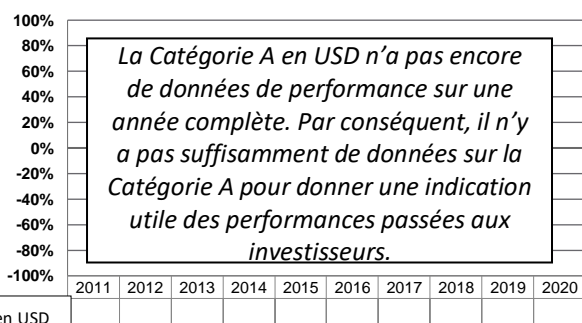 100%
80%
60%
40%
20%
0%
-20%
-40%
-60%
-80%
-100%
La Catégorie A en USD n’a pas encore
de données de performance sur une
année complète. Par conséquent, il n’y
a pas suffisamment de données sur la
Catégorie A pour donner une indication
utile des performances passées aux
investisseurs.
2011 2012 2013 2014 2015 2016 2017 2018 2019 2020
en USD